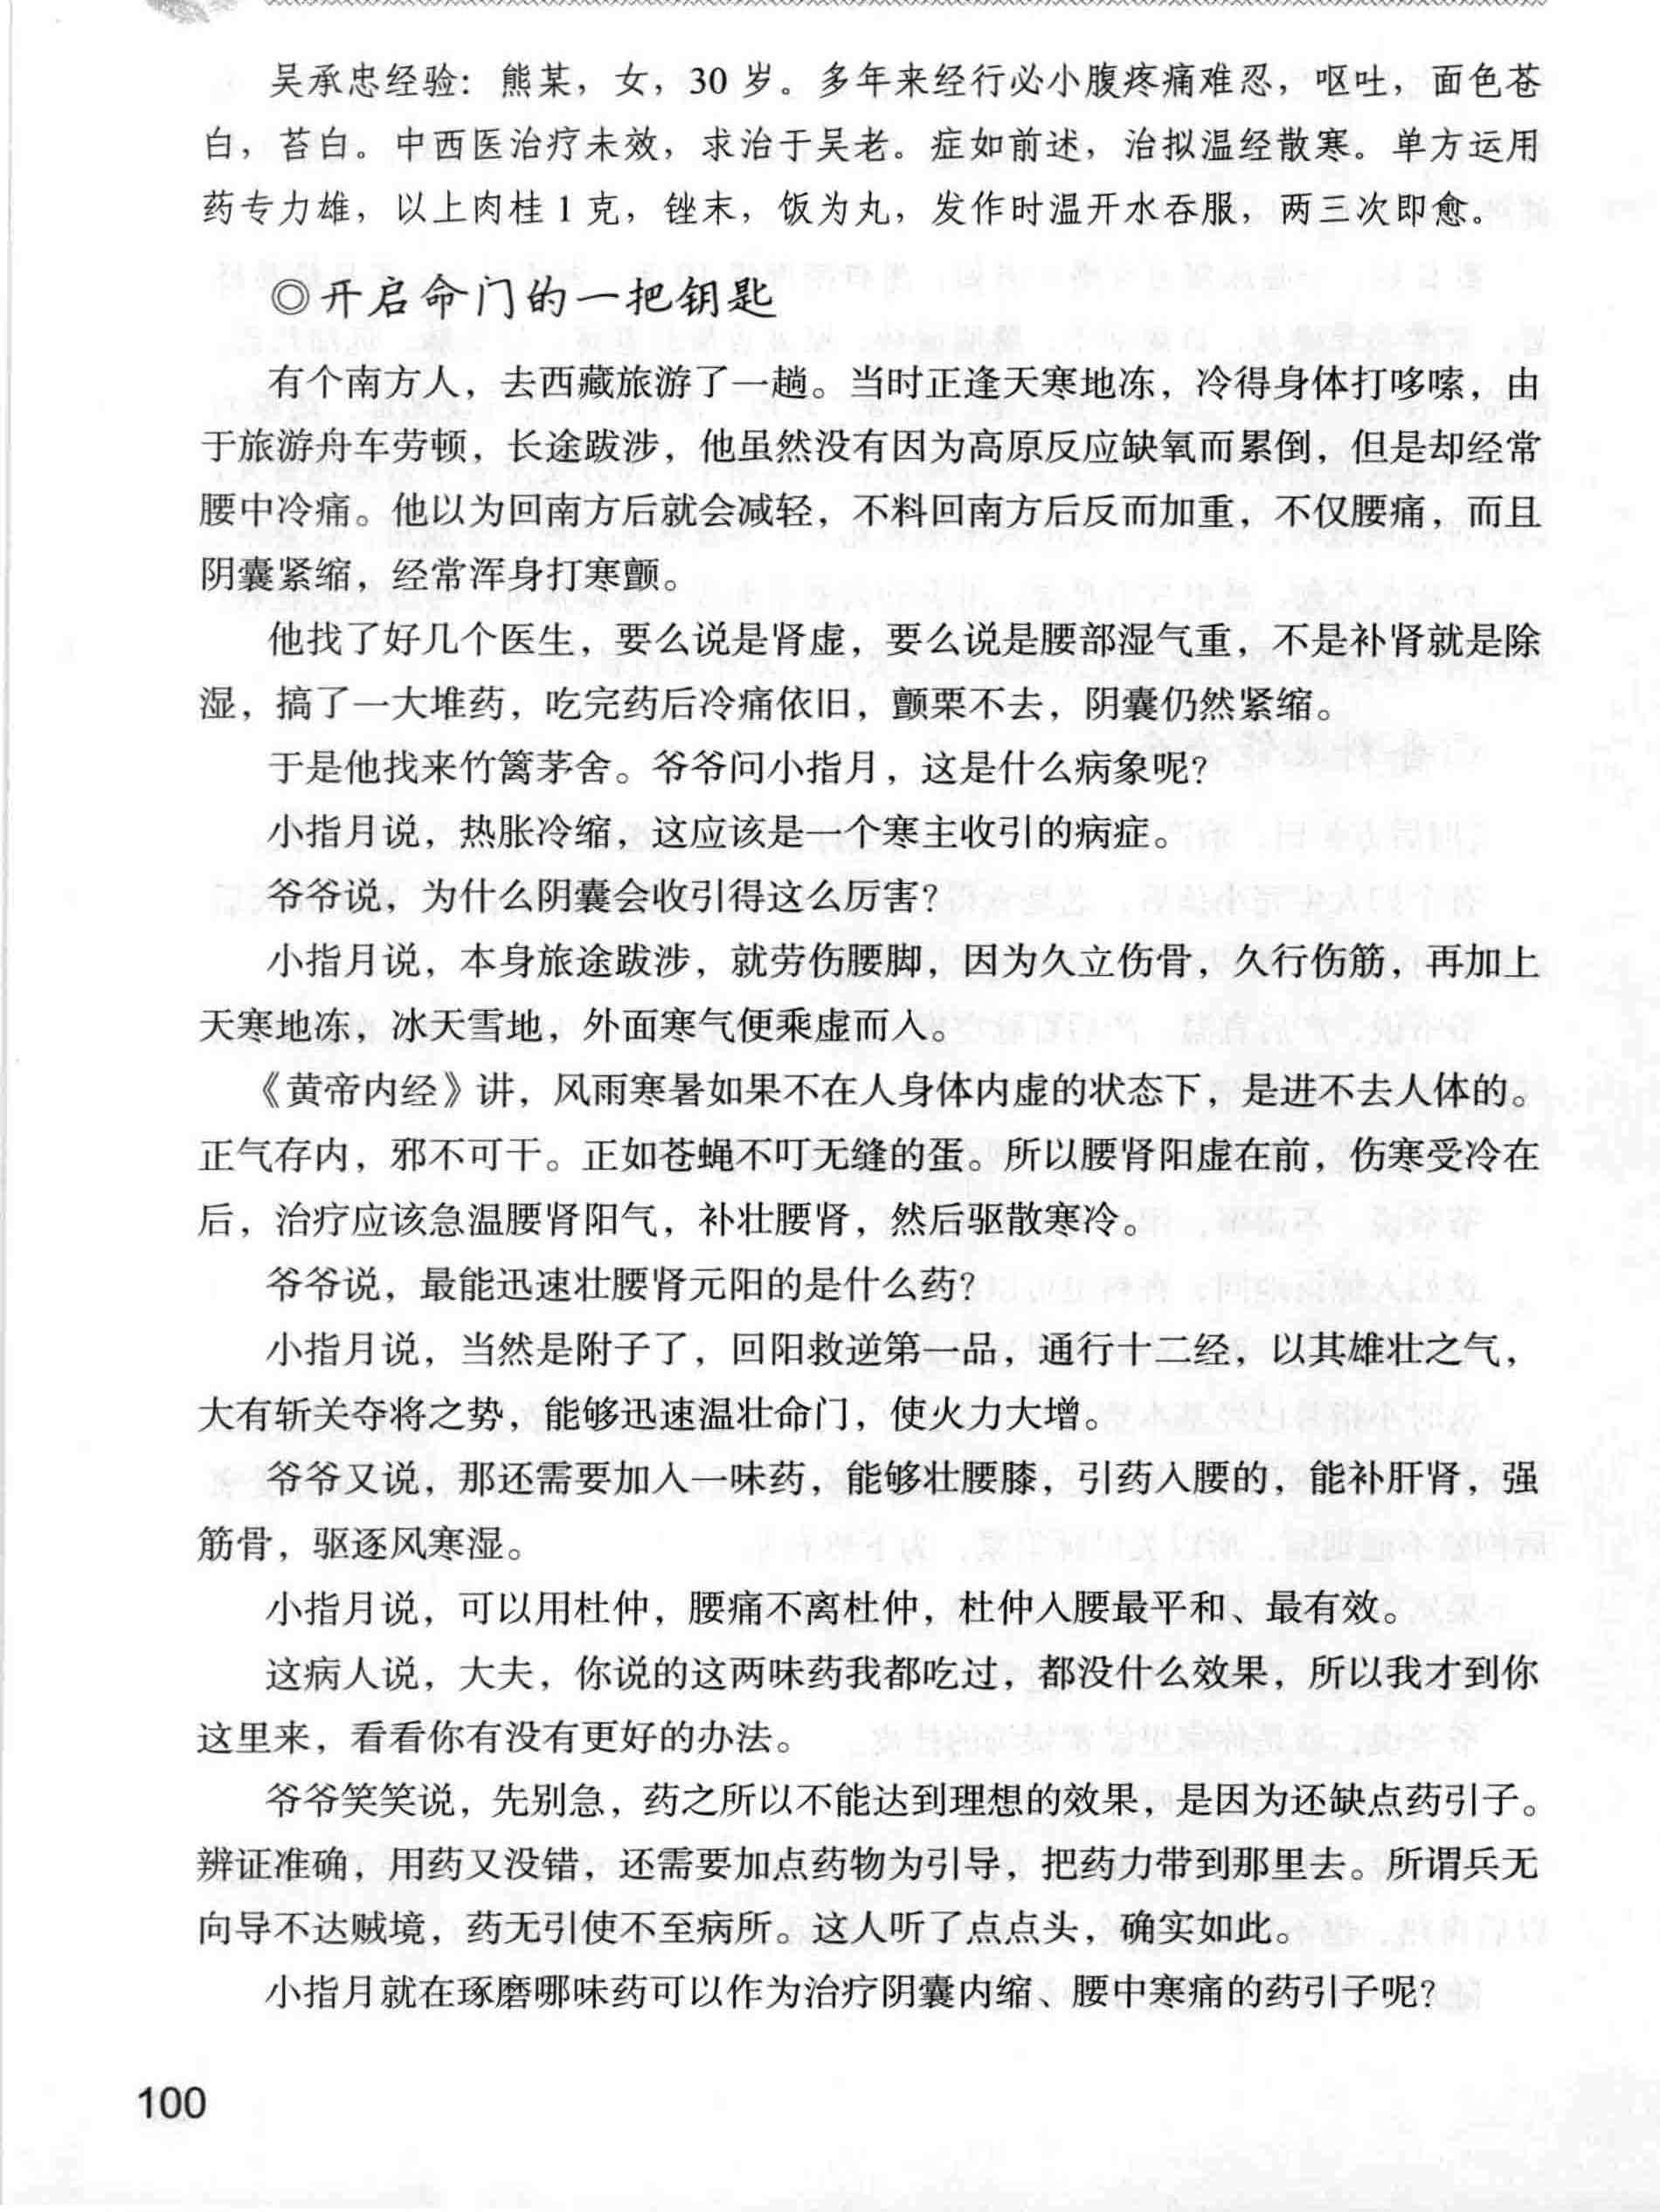 吴承忠经验：熊某，女，30 岁。多年来经行必小腹疼痛难忍，呕吐，面色苍
白，苔白。中西医治疗未效，求治于吴老。症如前述，治拟温经散寒。单方运用
药专力雄，以上肉桂 1 克，锉末，饭为丸，发作时温开水吞服，两三次即愈。
◎开启命门的一把钥匙
有个南方人，去西藏旅游了一趟。当时正逢天寒地冻，冷得身体打哆嗦，由
于旅游舟车劳顿，长途跋涉，他虽然没有因为高原反应缺氧而累倒，但是却经常
腰中冷痛。他以为回南方后就会减轻，不料回南方后反而加重，不仅腰痛，而且
阴囊紧缩，经常浑身打寒颤。
他找了好几个医生，要么说是肾虚，要么说是腰部湿气重，不是补肾就是除
湿，搞了一大堆药，吃完药后冷痛依旧，颤栗不去，阴囊仍然紧缩。
于是他找来竹篱茅舍。爷爷问小指月，这是什么病象呢？
小指月说，热胀冷缩，这应该是一个寒主收引的病症。
爷爷说，为什么阴囊会收引得这么厉害？
小指月说，本身旅途跋涉，就劳伤腰脚，因为久立伤骨，久行伤筋，再加上
天寒地冻，冰天雪地，外面寒气便乘虚而入。
《黄帝内经》讲，风雨寒暑如果不在人身体内虚的状态下，是进不去人体的。
正气存内，邪不可干。正如苍蝇不叮无缝的蛋。所以腰肾阳虚在前，伤寒受冷在
后，治疗应该急温腰肾阳气，补壮腰肾，然后驱散寒冷。
爷爷说，最能迅速壮腰肾元阳的是什么药？
小指月说，当然是附子了，回阳救逆第一品，通行十二经，以其雄壮之气，
大有斩关夺将之势，能够迅速温壮命门，使火力大增。
爷爷又说，那还需要加入一味药，能够壮腰膝，引药入腰的，能补肝肾，强
筋骨，驱逐风寒湿。
小指月说，可以用杜仲，腰痛不离杜仲，杜仲入腰最平和、最有效。
这病人说，大夫，你说的这两味药我都吃过，都没什么效果，所以我才到你
这里来，看看你有没有更好的办法。
爷爷笑笑说，先别急，药之所以不能达到理想的效果，是因为还缺点药引子。
辨证准确，用药又没错，还需要加点药物为引导，把药力带到那里去。所谓兵无
向导不达贼境，药无引使不至病所。这人听了点点头，确实如此。
小指月就在琢磨哪味药可以作为治疗阴囊内缩、腰中寒痛的药引子呢？
100